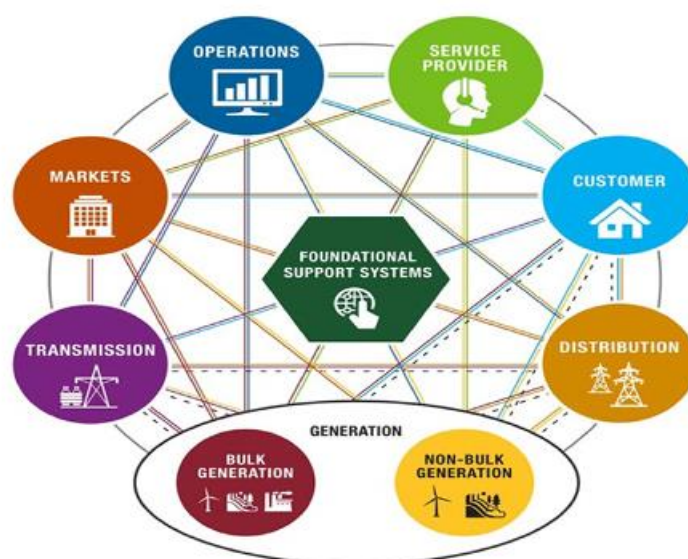 OPERATIONS
SERVICE
PROVIDER
MARKETS
CUSTOMER
FOUNDATIONAL
SUPPORT SYSTEMS
TRANSMISSION
DISTRIBUTION
GENERATION
BULK
GENERATION
NON-BULK
GENERATION